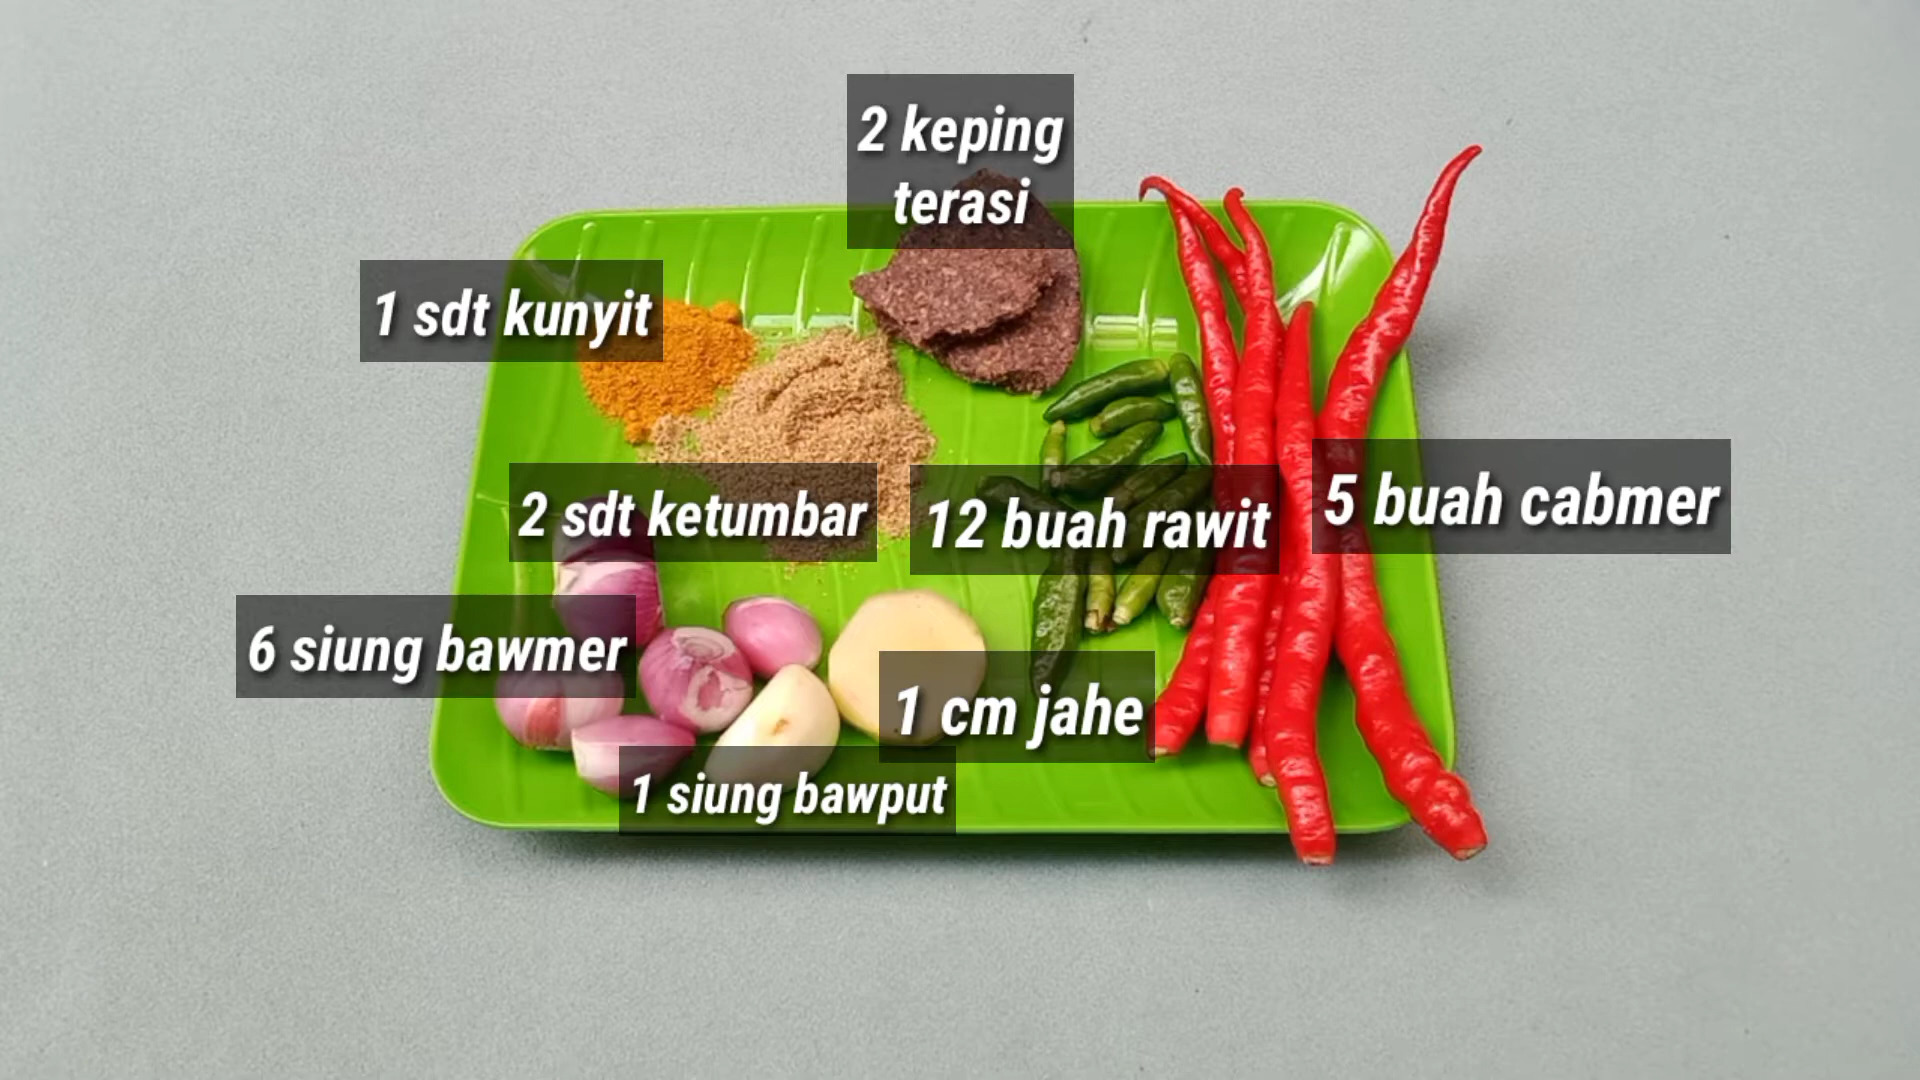 2 keping
terasi
1 sdt kunyit
2 sdt ketumbar
12 buah rawit
5 buah cabmer
6 siung bawmer
1 cm jahe
1 siung bawput